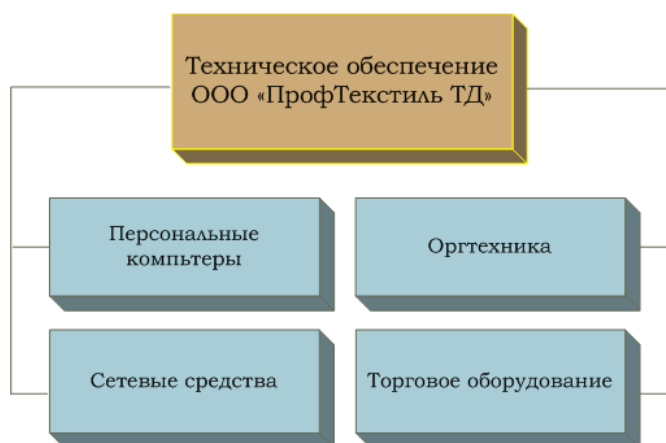 Техническое обеспечение
ООО «ПрофТекстиль ТД»
Персональные
компьтеры
Оргтехника
Сетевые средства
Торговое оборудование